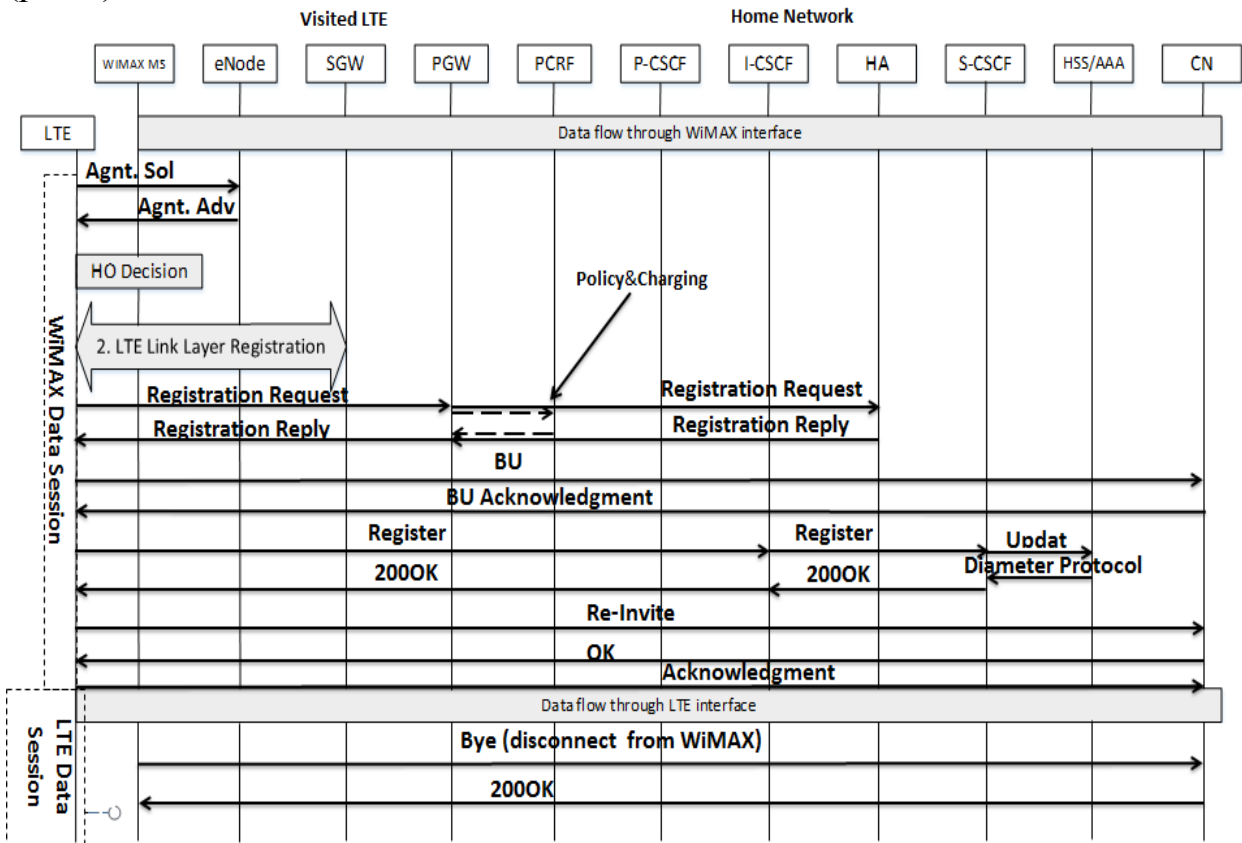 Visited LTE
Home Network
WIMAX MS
eNode
SGW
PGW
PCRF
P-CSCF
I-CSCF
HA
S-CSCF
HSS/AAA
CN
LTE
Data flow through WiMAX interface
Agnt. Sol
Agnt. Adv
HO Decision
Policy&Charging
2. LTE Link Layer Registration
WiMAX Data Session
Registration Request
Registration Request
Registration Reply
Registration Reply
BU
BU Acknowledgment
Register
Register
Updat
Diameter Protocol
200OK
200OK
Re-Invite
OK
Acknowledgment
Data flow through LTE interface
LTE Data
Session
Bye (disconnect from WiMAX)
200OK